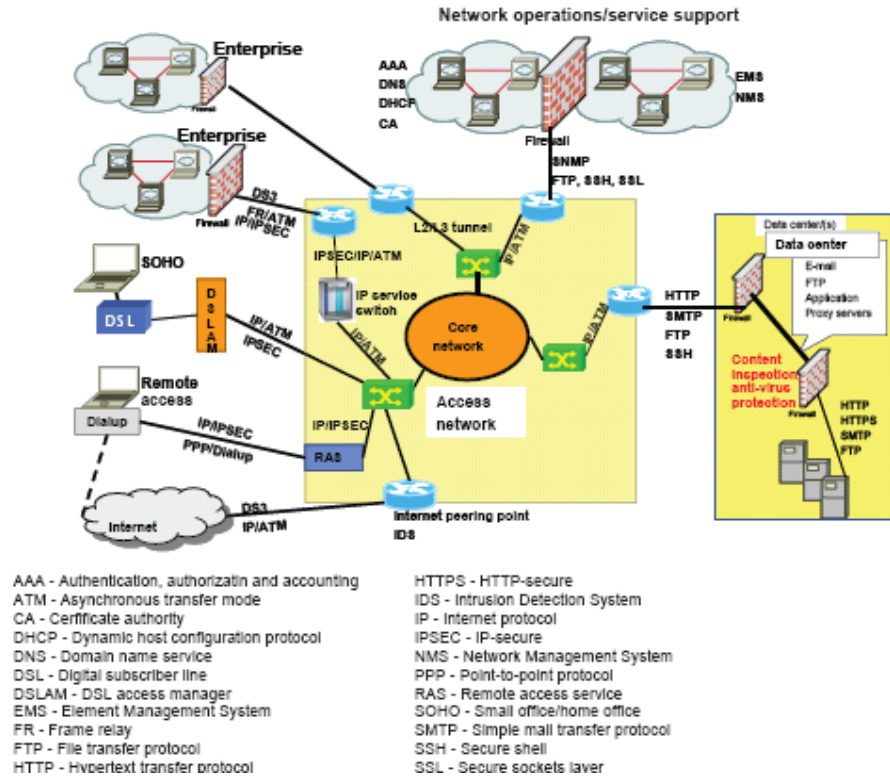 Network operations/service support
Enterprise
Firewall
AAA
DNS
DHCP
CA
EMS
NMS
Firewall
SNMP
FTP, SSH, SSL
Enterprise
Firewall
DS3
FR/ATM
IP/IPSEC
L2/L3 tunnel
IP/ATM
IPSEC/IP/ATM
IP service
switch
IP/ATM
SOHO
DSL
DSLAM
IP/ATM
IPSEC
Core
network
IP/ATM
HTTP
SMTP
FTP
SSH
Data center/(s)
Data center
E-mail
FTP
Application
Proxy servers
Firewall
Content
Inspection
anti-virus
protection
Firewall
HTTP
HTTPS
SMTP
FTP
Remote
access
Dialup
IP/IPSEC
PPP/Dialup
IP/IPSEC
RAS
Access
network
Internet
DS3
IP/ATM
Internet peering point
IDS
AAA - Authentication, authorizatin and accounting
ATM - Asynchronous transfer mode
CA - Certificate authority
DHCP - Dynamic host configuration protocol
DNS - Domain name service
DSL - Digital subscriber line
DSLAM - DSL access manager
EMS - Element Management System
FR - Frame relay
FTP - File transfer protocol
HTTP - Hypertext transfer protocol
HTTPS - HTTP-secure
IDS - Intrusion Detection System
IP - Internet protocol
IPSEC - IP-secure
NMS - Network Management System
PPP - Point-to-point protocol
RAS - Remote access service
SOHO - Small office/home office
SMTP - Simple mail transfer protocol
SSH - Secure shell
SSL - Secure sockets layer